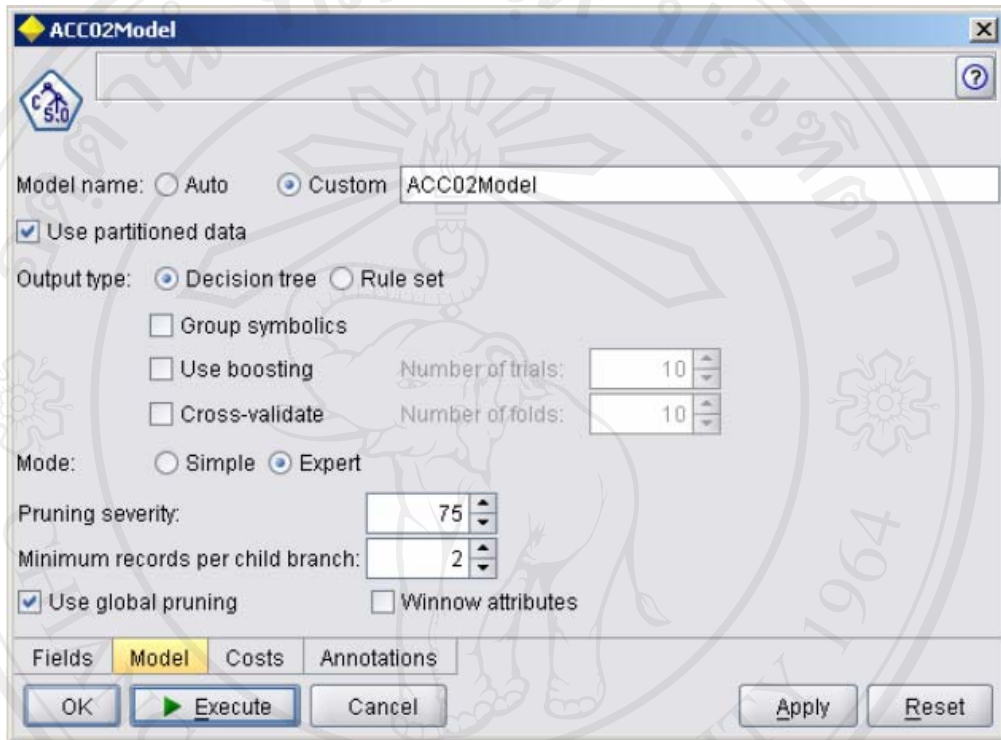 ACC02Model
C5.0
Model name: Auto Custom ACC02Model
Use partitioned data
Output type: Decision tree Rule set
Group symbolics
Use boosting Number of trials: 10
Cross-validate Number of folds: 10
Mode: Simple Expert
Pruning severity: 75
Minimum records per child branch: 2
Use global pruning Winnow attributes
Fields Model Costs Annotations
OK Execute Cancel Apply Reset
1964